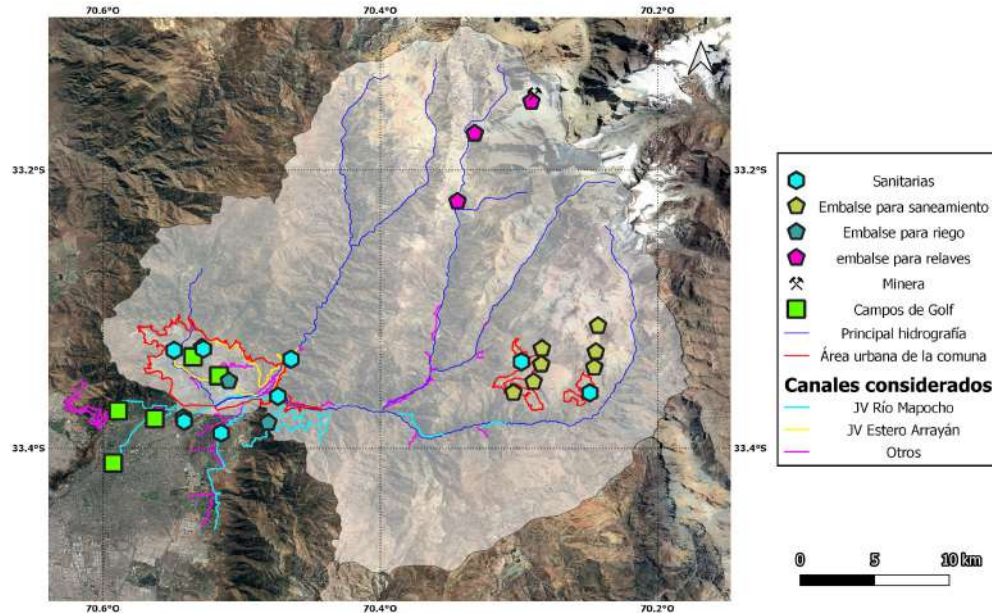 70.6°O 70.4°O 70.2°O
33.2°S 33.2°S
33.4°S 33.4°S
70.6°O 70.4°O 70.2°O
Sanitarias
Embalse para saneamiento
Embalse para riego
embalse para relaves
Minera
Campos de Golf
Principal hidrografía
Área urbana de la comuna
Canales considerados
JV Río Mapocho
JV Estero Arrayán
Otros
0 5 10 km